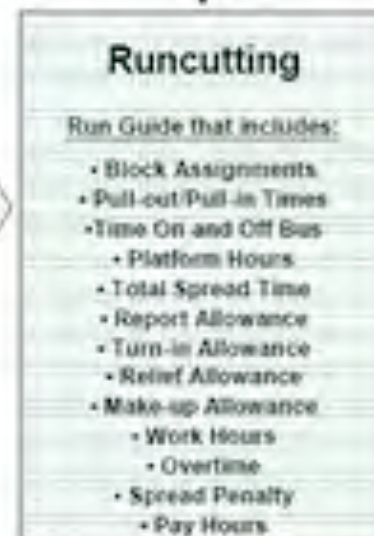 Runcutting
Run Guide that includes:
• Block Assignments
• Pull-out/Pull-in Times
•Time On and Off Bus
• Platform Hours
• Total Spread Time
• Report Allowance
• Turn-in Allowance
• Relief Allowance
• Make-up Allowance
• Work Hours
• Overtime
• Spread Penalty
• Pay Hours